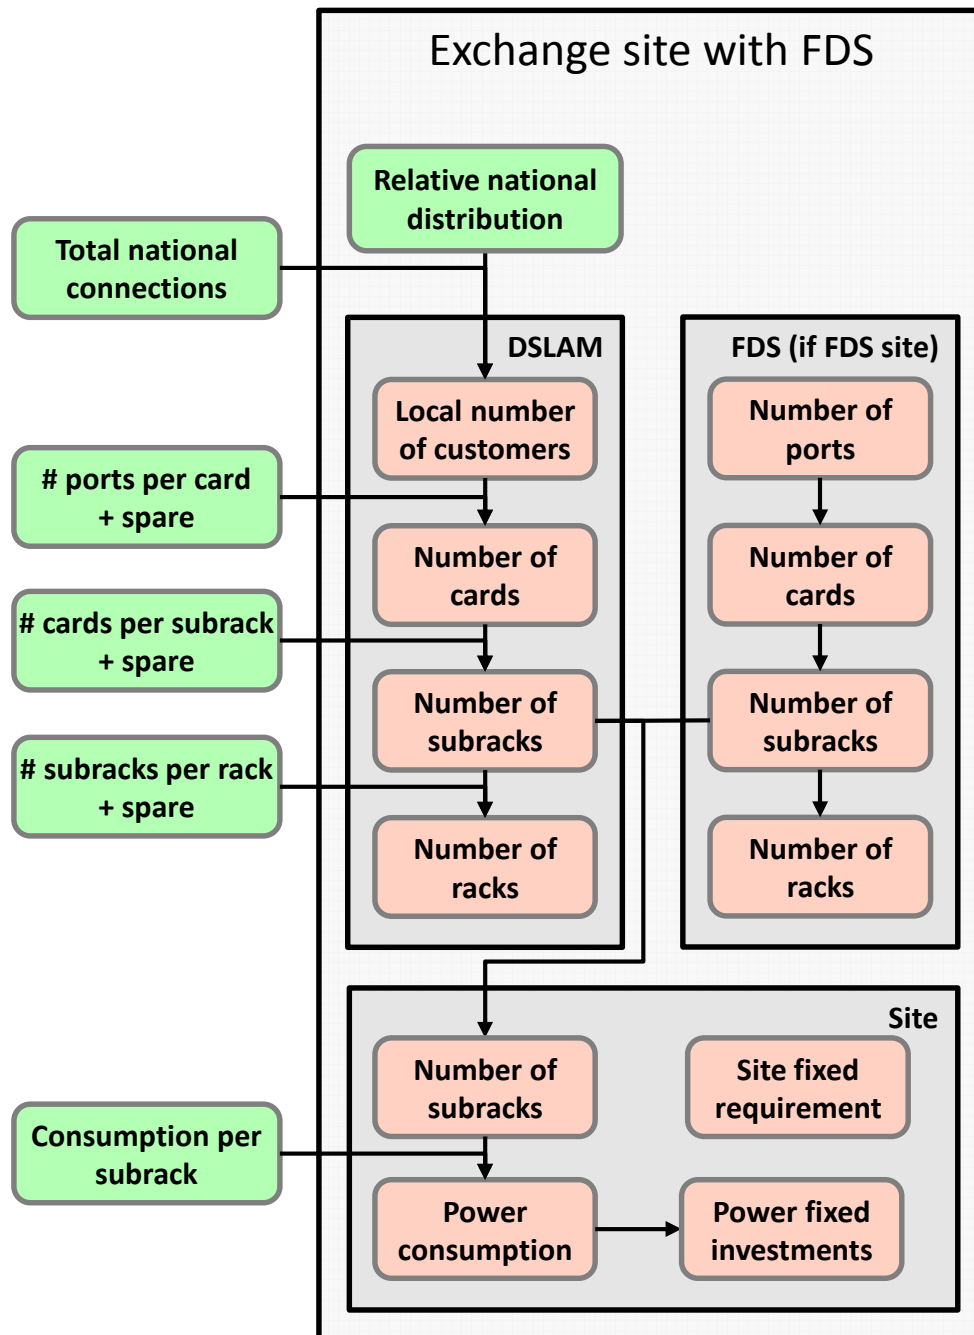 Exchange site with FDS
Relative national
distribution
Total national
connections
DSLAM
Local number
of customers
# ports per card
+ spare
Number of
cards
# cards per subrack
+ spare
Number of
subracks
# subracks per rack
+ spare
Number of
racks
FDS (if FDS site)
Number of
ports
Number of
cards
Number of
subracks
Number of
racks
Site
Number of
subracks
Site fixed
requirement
Consumption per
subrack
Power
consumption
Power fixed
investments